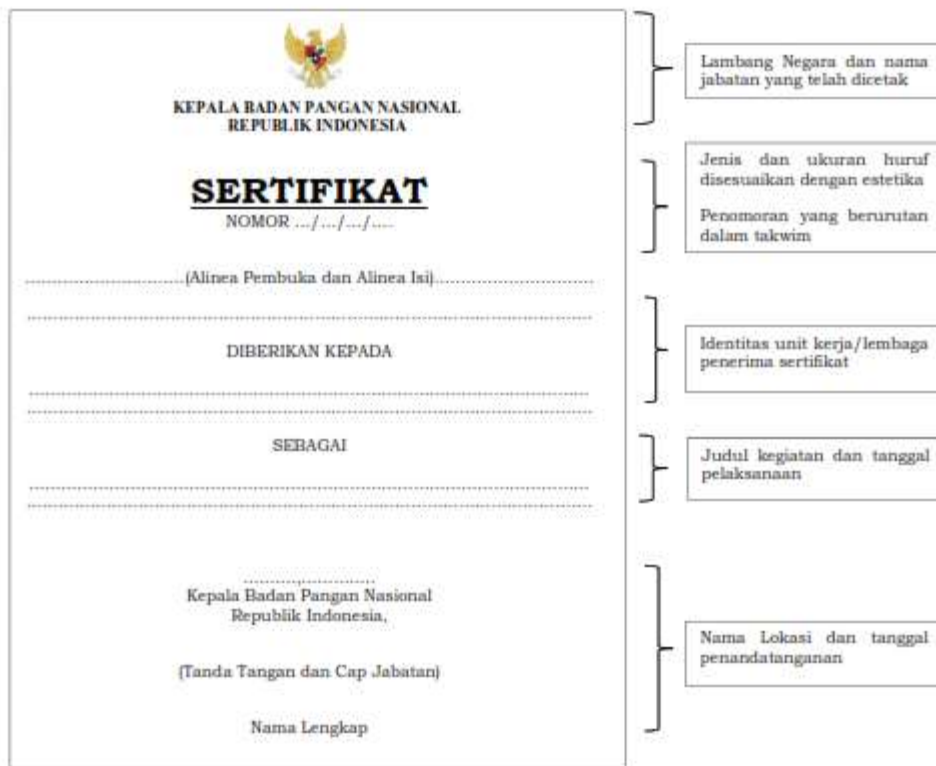 KEPALA BADAN PANGAN NASIONAL
REPUBLIK INDONESIA
SERTIFIKAT
NOMOR .../.../.../.....
................................(Alinea Pembuka dan Alinea Isi)................................
................................................................................................
DIBERIKAN KEPADA
................................................................................................
................................................................................................
SEBAGAI
................................................................................................
................................................................................................
...........,...............
Kepala Badan Pangan Nasional
Republik Indonesia,
(Tanda Tangan dan Cap Jabatan)
Nama Lengkap
Lambang Negara dan nama
jabatan yang telah dicetak
Jenis dan ukuran huruf
disesuaikan dengan estetika
Penomoran yang berurutan
dalam takwim
Identitas unit kerja/lembaga
penerima sertifikat
Judul kegiatan dan tanggal
pelaksanaan
Nama Lokasi dan tanggal
penandatanganan